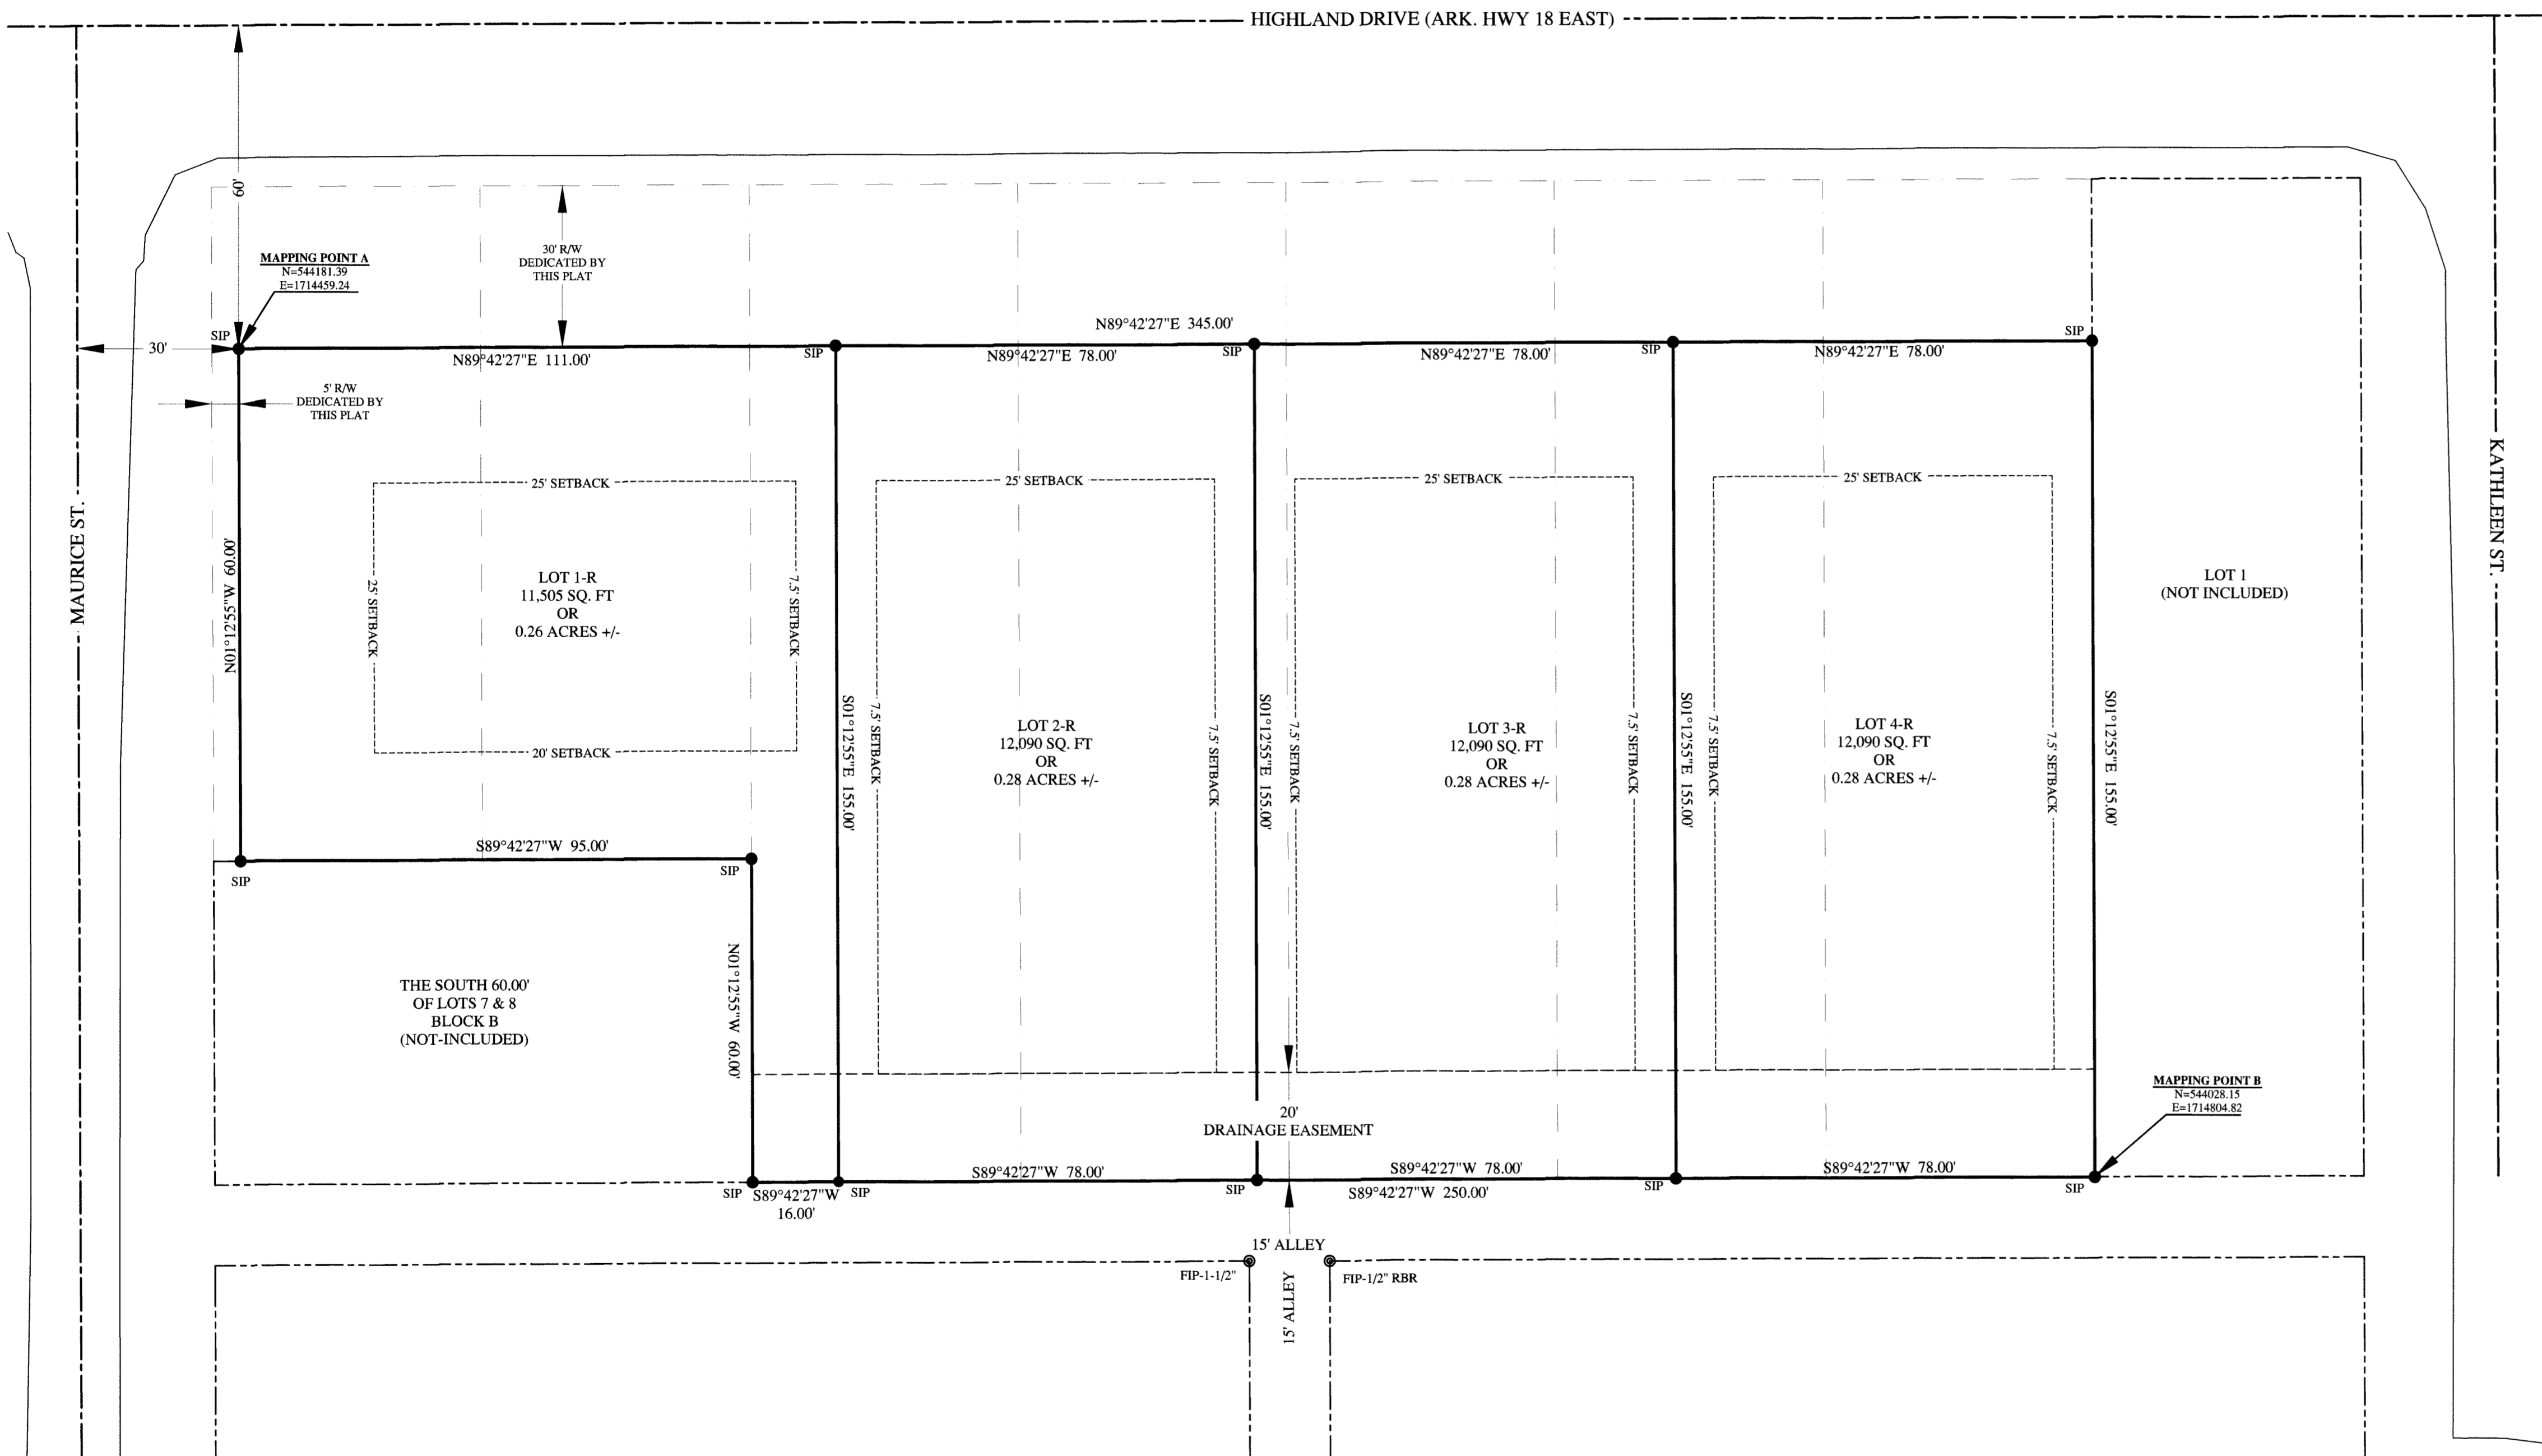 HIGHLAND DRIVE (ARK. HWY 18 EAST)
60'
MAPPING POINT A
N=544181.39
E=1714459.24
30' R/W
DEDICATED BY
THIS PLAT
SIP
30'
N89°42'27"E 345.00'
SIP
N89°42'27"E 111.00'
SIP
N89°42'27"E 78.00'
SIP
N89°42'27"E 78.00'
SIP
N89°42'27"E 78.00'
5' R/W
DEDICATED BY
THIS PLAT
MAURICE ST.
KATHLEEN ST.
25' SETBACK
25' SETBACK
25' SETBACK
25' SETBACK
N01°12'55"W 60.00'
25' SETBACK
LOT 1-R
11,505 SQ. FT
OR
0.26 ACRES +/-
7.5' SETBACK
20' SETBACK
S01°12'55"E 155.00'
7.5' SETBACK
LOT 2-R
12,090 SQ. FT
OR
0.28 ACRES +/-
7.5' SETBACK
S01°12'55"E 155.00'
7.5' SETBACK
LOT 3-R
12,090 SQ. FT
OR
0.28 ACRES +/-
7.5' SETBACK
S01°12'55"E 155.00'
7.5' SETBACK
LOT 4-R
12,090 SQ. FT
OR
0.28 ACRES +/-
7.5' SETBACK
S01°12'55"E 155.00'
LOT 1
(NOT INCLUDED)
S89°42'27"W 95.00'
SIP
SIP
THE SOUTH 60.00'
OF LOTS 7 & 8
BLOCK B
(NOT-INCLUDED)
N01°12'55"W 60.00'
MAPPING POINT B
N=544028.15
E=1714804.82
20'
DRAINAGE EASEMENT
S89°42'27"W 78.00'
S89°42'27"W 78.00'
S89°42'27"W 78.00'
SIP
S89°42'27"W
16.00'
SIP
SIP
S89°42'27"W 250.00'
SIP
SIP
15' ALLEY
FIP-1-1/2"
FIP-1/2" RBR
15' ALLEY